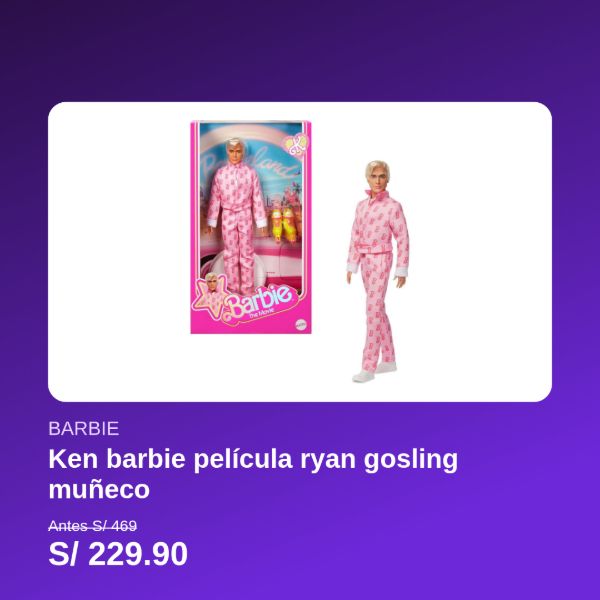 Barbie
The Movie
BARBIE
Ken barbie película ryan gosling
muñeco
Antes S/ 469
S/ 229.90